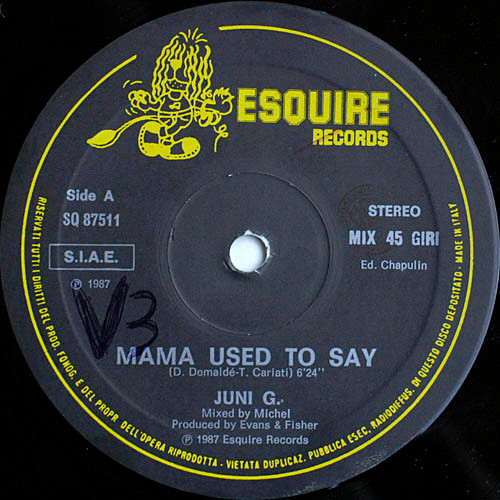 ESQUIRE
RECORDS
Side A
SQ 87511
S.I.A.E.
℗ 1987
V3
STEREO
MIX 45 GIRI
Ed. Chapulin
MAMA USED TO SAY
(D. Demaldé-T. Carlati) 6'24''
JUNI G.
Mixed by Michel
Produced by Evans & Fisher
℗ 1987 Esquire Records
RISERVATI TUTTI I DIRITTI DEL PROD. FONOG. E DEL PROPR. DELL'OPERA RIPRODOTTA - VIETATA DUPLICAZ. PUBBLICA ESEC. RADIODIFFUS. DI QUESTO DISCO DEPOSITATO - MADE IN ITALY